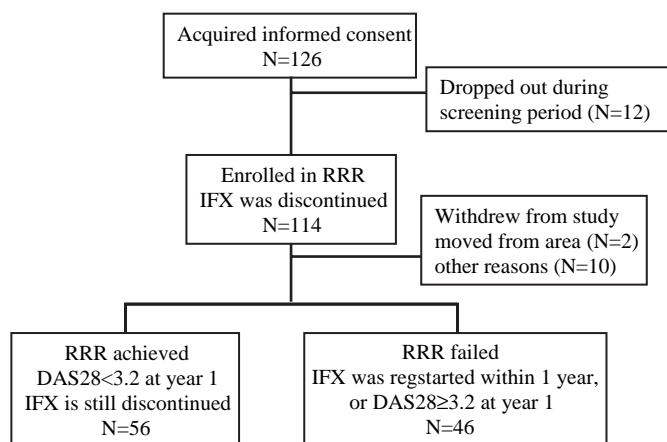 Acquired informed consent
N=126
Dropped out during
screening period (N=12)
Enrolled in RRR
IFX was discontinued
N=114
Withdrew from study
moved from area (N=2)
other reasons (N=10)
RRR achieved
DAS28<3.2 at year 1
IFX is still discontinued
N=56
RRR failed
IFX was regstarted within 1 year,
or DAS28≥3.2 at year 1
N=46